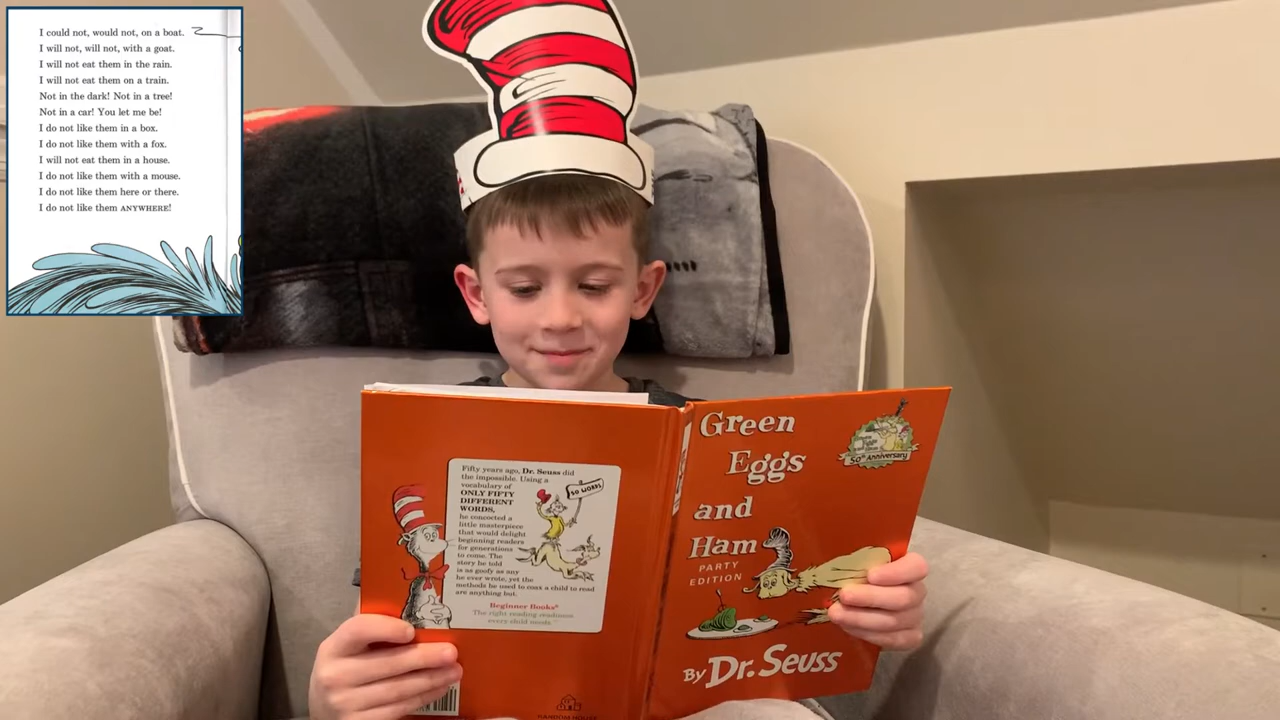 I could not, would not, on a boat.
I will not, will not, with a goat.
I will not eat them in the rain.
I will not eat them on a train.
Not in the dark! Not in a tree!
Not in a car! You let me be!
I do not like them in a box.
I do not like them with a fox.
I will not eat them in a house.
I do not like them with a mouse.
I do not like them here or there.
I do not like them ANYWHERE!
Fifty years ago, Dr. Seuss did
the impossible. Using a
vocabulary of
ONLY FIFTY
DIFFERENT
WORDS,
he concocted a
little masterpiece
that would delight
beginning readers
for generations
to come. The
story he told
is as goofy as any
he ever wrote, yet the
methods he used to coax a child to read
are anything but.
50 WORDS
Beginner Books®
The right reading readiness
every child needs.™
RANDOM HOUSE
Green
Eggs
and
Ham
PARTY
EDITION
By Dr. Seuss
50th Anniversary